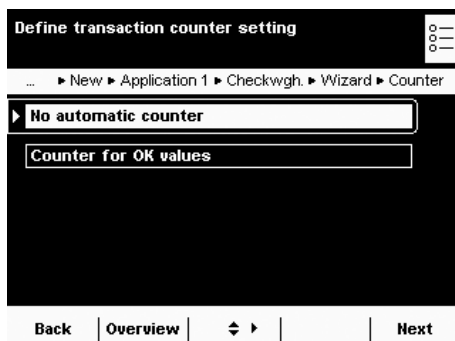 Define transaction counter setting
... ▸ New ▸ Application 1 ▸ Checkwgh. ▸ Wizard ▸ Counter
No automatic counter
Counter for OK values
Back Overview Next